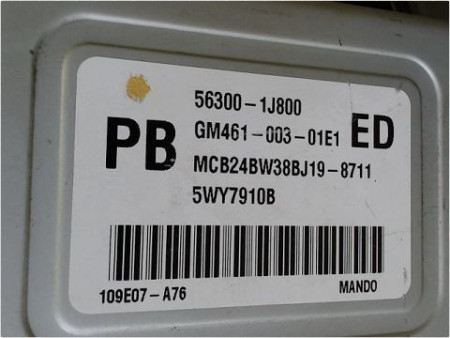 56300-1J800
PB GM461-003-01E1 ED
MCB24BW38BJ19-8711
5WY7910B
109E07-A76 MANDO